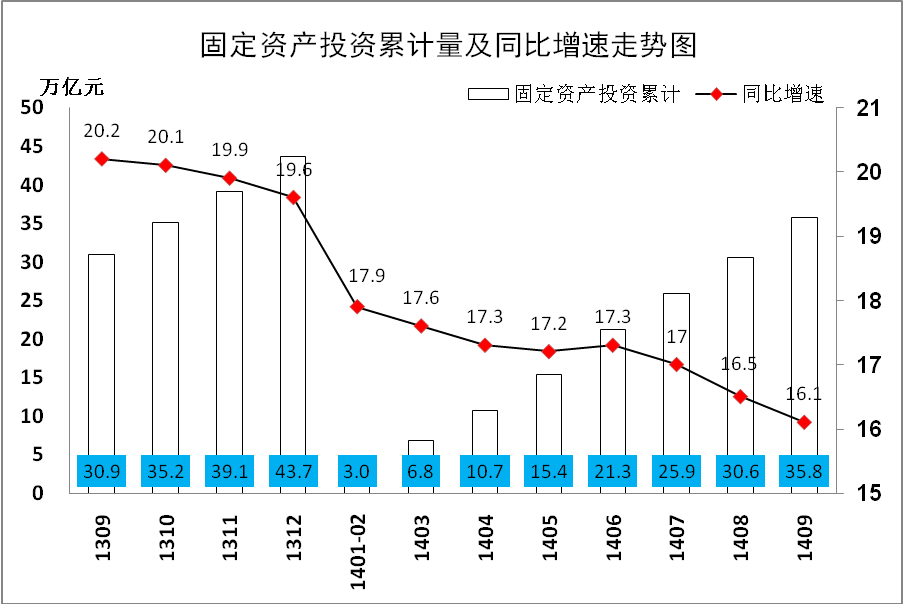 固定资产投资累计量及同比增速走势图
万亿元
固定资产投资累计 同比增速
50 45 40 35 30 25 20 15 10 5 0
21 20 19 18 17 16 15
20.2 20.1 19.9 19.6 17.9 17.6 17.3 17.2 17.3 17 16.5 16.1
30.9 35.2 39.1 43.7 3.0 6.8 10.7 15.4 21.3 25.9 30.6 35.8
1309 1310 1311 1312 1401-02 1403 1404 1405 1406 1407 1408 1409